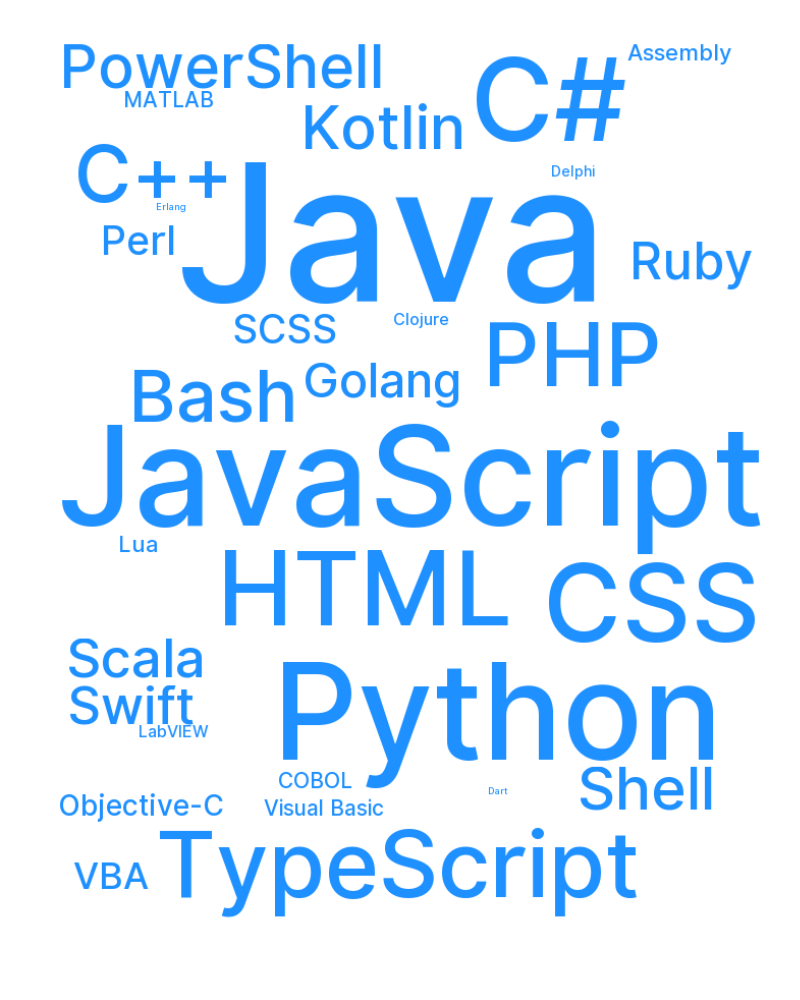 PowerShell
C#
Assembly
MATLAB
Kotlin
C++
Delphi
Java
Erlang
Perl
Ruby
SCSS
Clojure
PHP
Bash
Golang
JavaScript
Lua
HTML
CSS
Scala
Swift
Python
LabVIEW
COBOL
Dart
Shell
Objective-C
Visual Basic
VBA
TypeScript